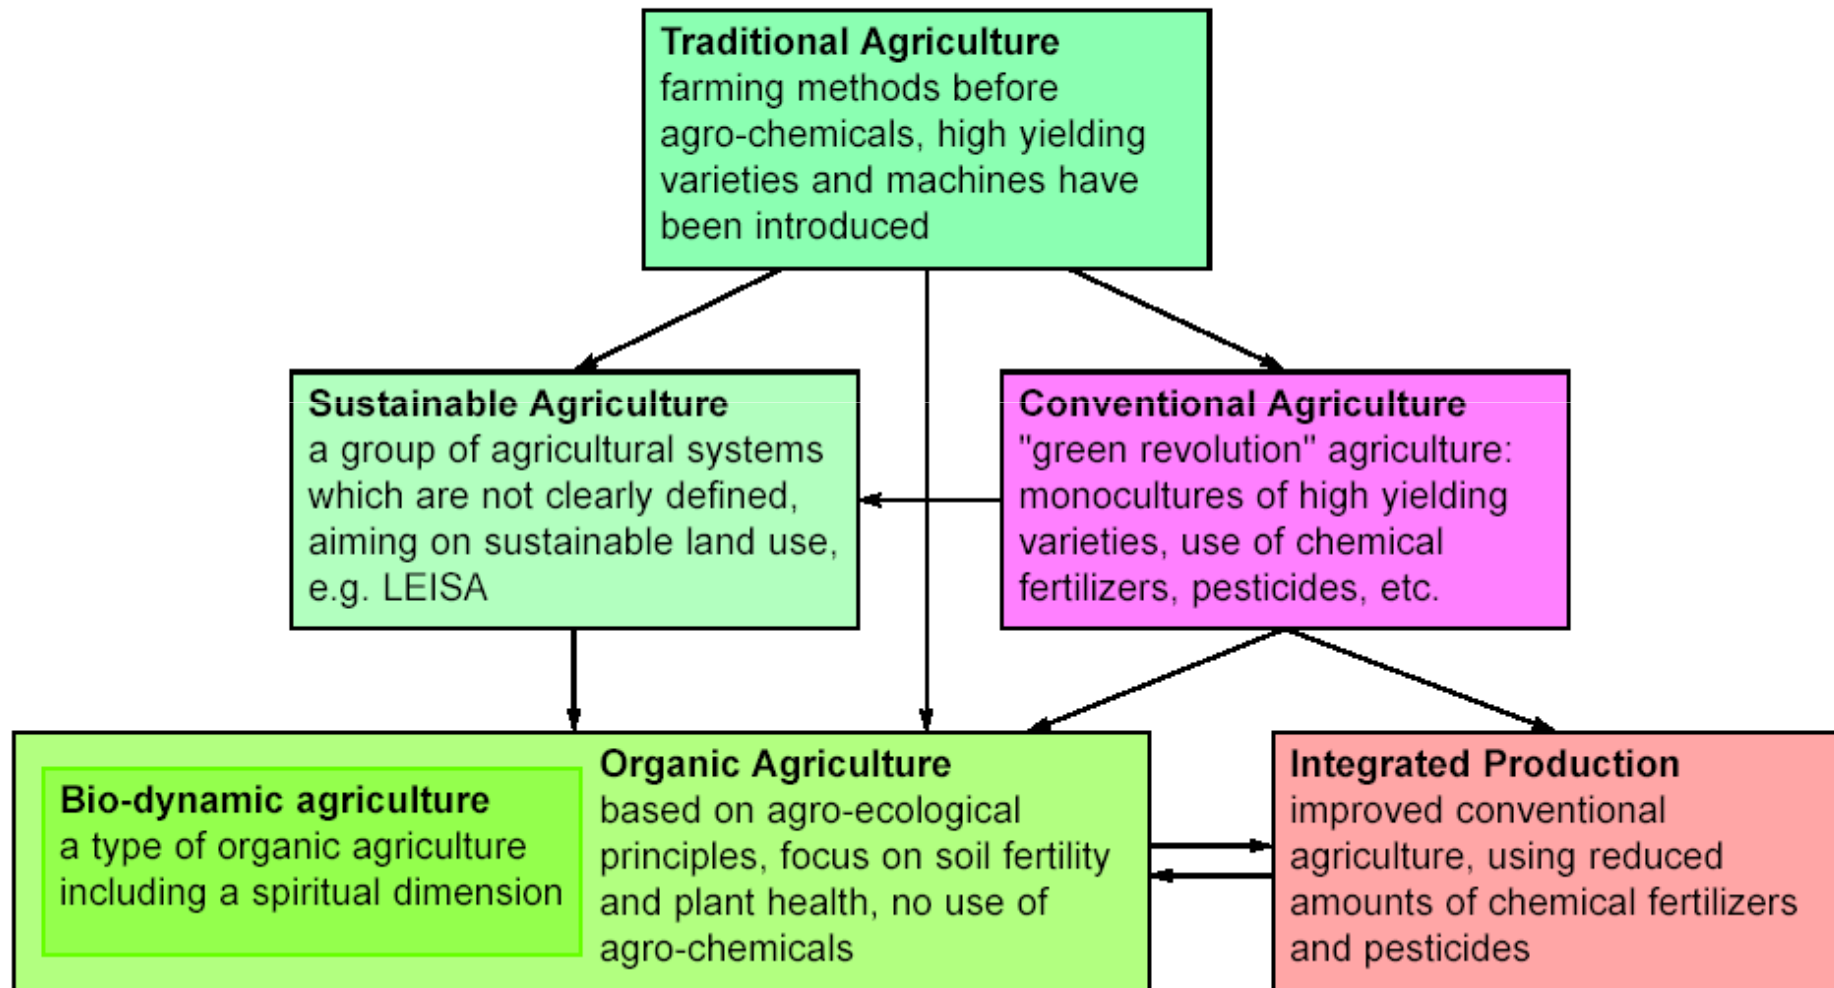 Traditional Agriculture
farming methods before
agro-chemicals, high yielding
varieties and machines have
been introduced
Sustainable Agriculture
a group of agricultural systems
which are not clearly defined,
aiming on sustainable land use,
e.g. LEISA
Conventional Agriculture
"green revolution" agriculture:
monocultures of high yielding
varieties, use of chemical
fertilizers, pesticides, etc.
Bio-dynamic agriculture
a type of organic agriculture
including a spiritual dimension
Organic Agriculture
based on agro-ecological
principles, focus on soil fertility
and plant health, no use of
agro-chemicals
Integrated Production
improved conventional
agriculture, using reduced
amounts of chemical fertilizers
and pesticides